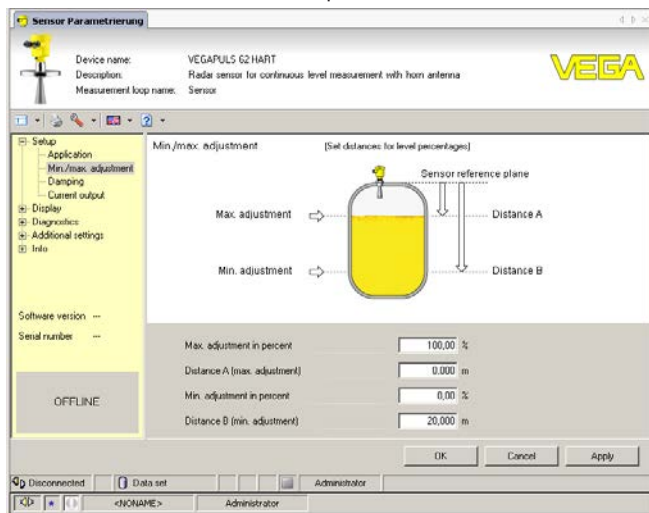 Sensor Parametrierung
Device name: VEGAPULS 62 HART
Description: Radar sensor for continuous level measurement with horn antenna
Measurement loop name: Sensor
VEGA
Setup
Application
Min./max. adjustment
Damping
Current output
Display
Diagnostics
Additional settings
Info
Software version ---
Serial number ---
OFFLINE
Min./max. adjustment (Set distances for level percentages)
Sensor reference plane
Max. adjustment
Distance A
Min. adjustment
Distance B
Max. adjustment in percent 100,00 %
Distance A (max. adjustment) 0.000 m
Min. adjustment in percent 0,00 %
Distance B (min. adjustment) 20,000 m
OK Cancel Apply
Disconnected Data set Administrator
<NONAME> Administrator